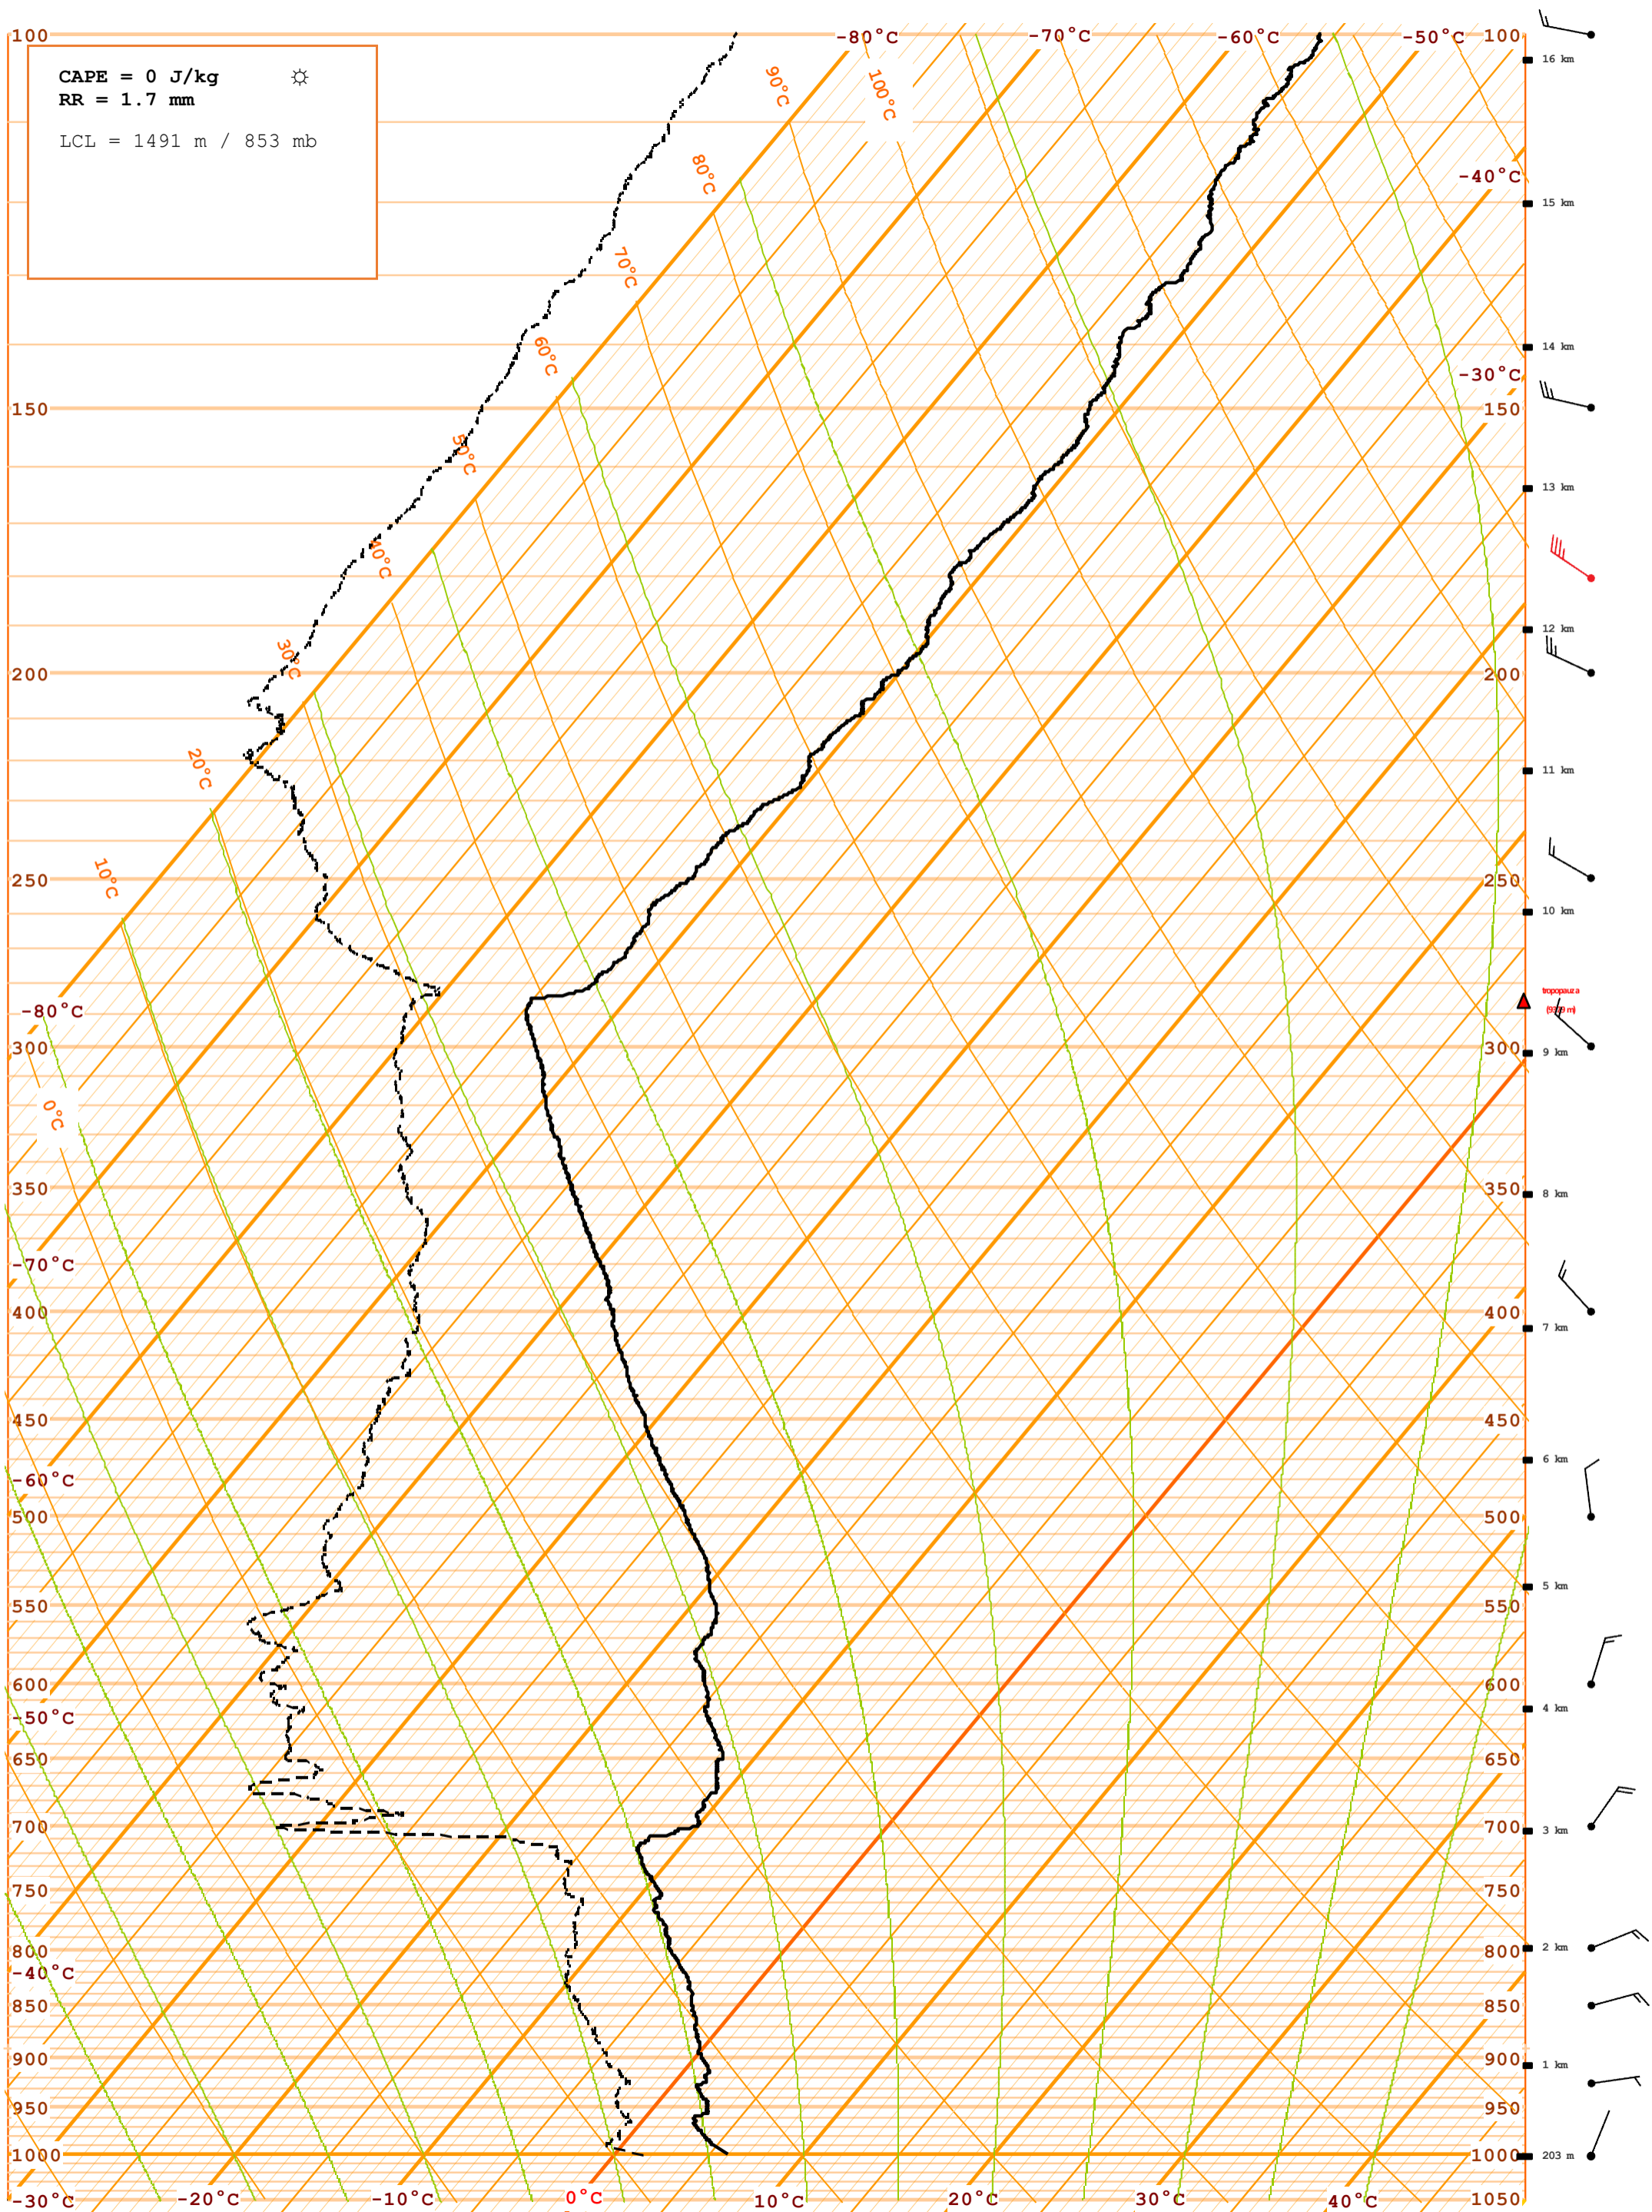 100 -80°C -70°C -60°C -50°C 100
16 km
CAPE = 0 J/kg
RR = 1.7 mm
LCL = 1491 m / 853 mb
90°C 100°C
80°C -40°C
15 km
70°C
60°C 14 km
-30°C
150 150
50°C
13 km
40°C
12 km
30°C
200 200
20°C 11 km
10°C 250 250
10 km
tropopauza
-80°C
300 300
9 km
0°C
350 350
8 km
-70°C
400 400
7 km
450 450
6 km
-60°C
500 500
5 km
550 550
600 600
4 km
-50°C
650 650
700 700
3 km
750 750
800 800
2 km
-40°C
850 850
900 900
1 km
950 950
1000 1000
203 m
-30°C -20°C -10°C 0°C 10°C 20°C 30°C 40°C 1050